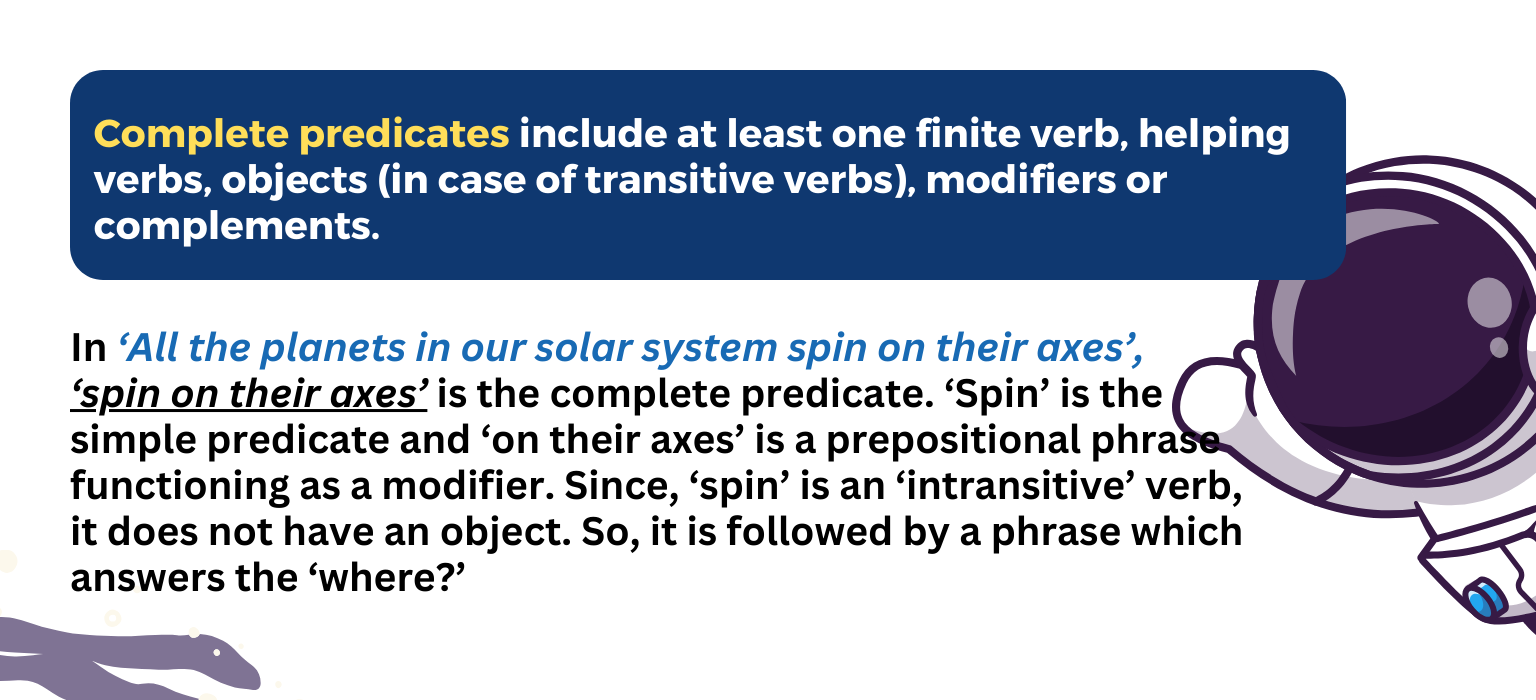 Complete predicates include at least one finite verb, helping
verbs, objects (in case of transitive verbs), modifiers or
complements.
In ‘All the planets in our solar system spin on their axes’,
‘spin on their axes’ is the complete predicate. ‘Spin’ is the
simple predicate and ‘on their axes’ is a prepositional phrase
functioning as a modifier. Since, ‘spin’ is an ‘intransitive’ verb,
it does not have an object. So, it is followed by a phrase which
answers the ‘where?’